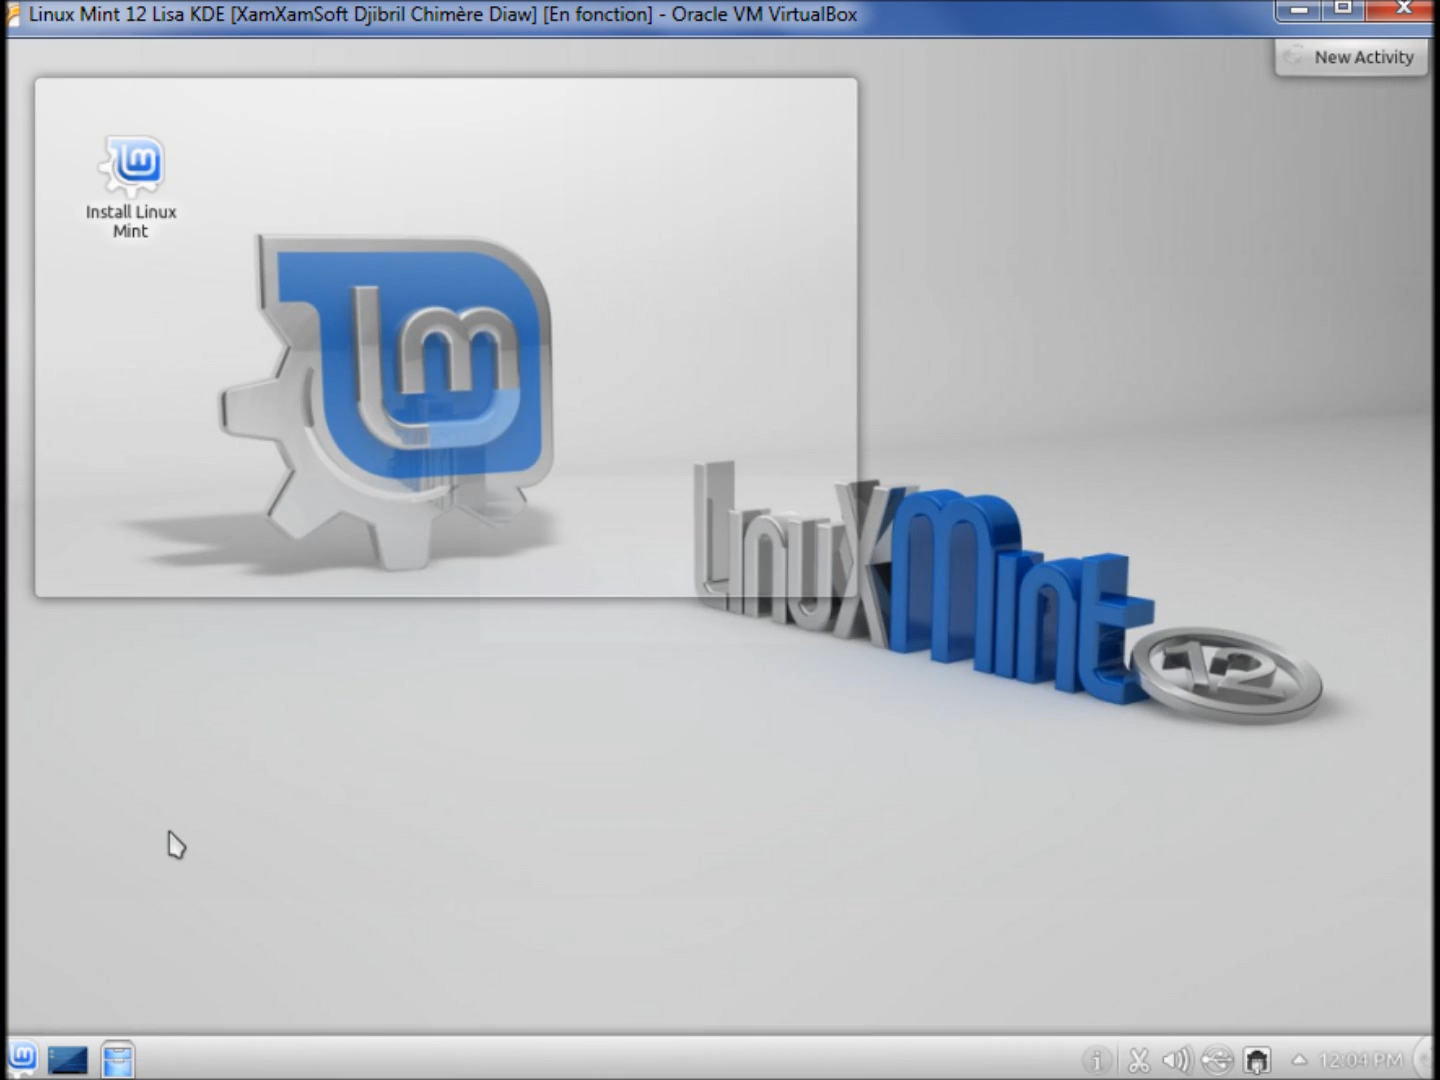 Linux Mint 12 Lisa KDE [XamXamSoft Djibril Chimère Diaw] [En fonction] - Oracle VM VirtualBox
New Activity
Install Linux
Mint
lm
LinuxMint
12
12:04 PM